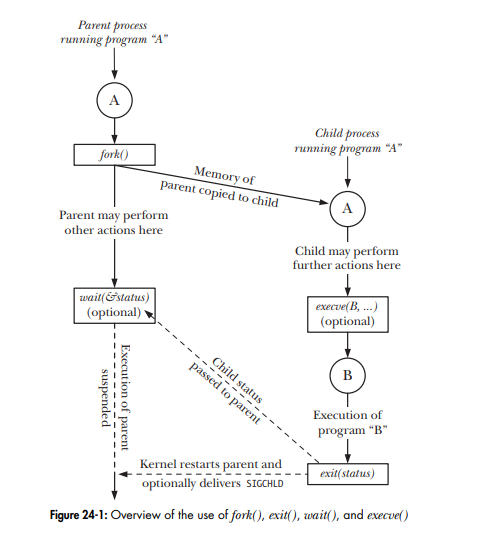 Parent process
running program “A”
A
fork()
Child process
running program “A”
Memory of
parent copied to child
A
Parent may perform
other actions here
Child may perform
further actions here
wait(&status)
(optional)
execve(B, ...)
(optional)
Execution of parent
suspended
Child status
passed to parent
B
Execution of
program “B”
Kernel restarts parent and
optionally delivers SIGCHLD
exit(status)
Figure 24-1: Overview of the use of fork(), exit(), wait(), and execve()